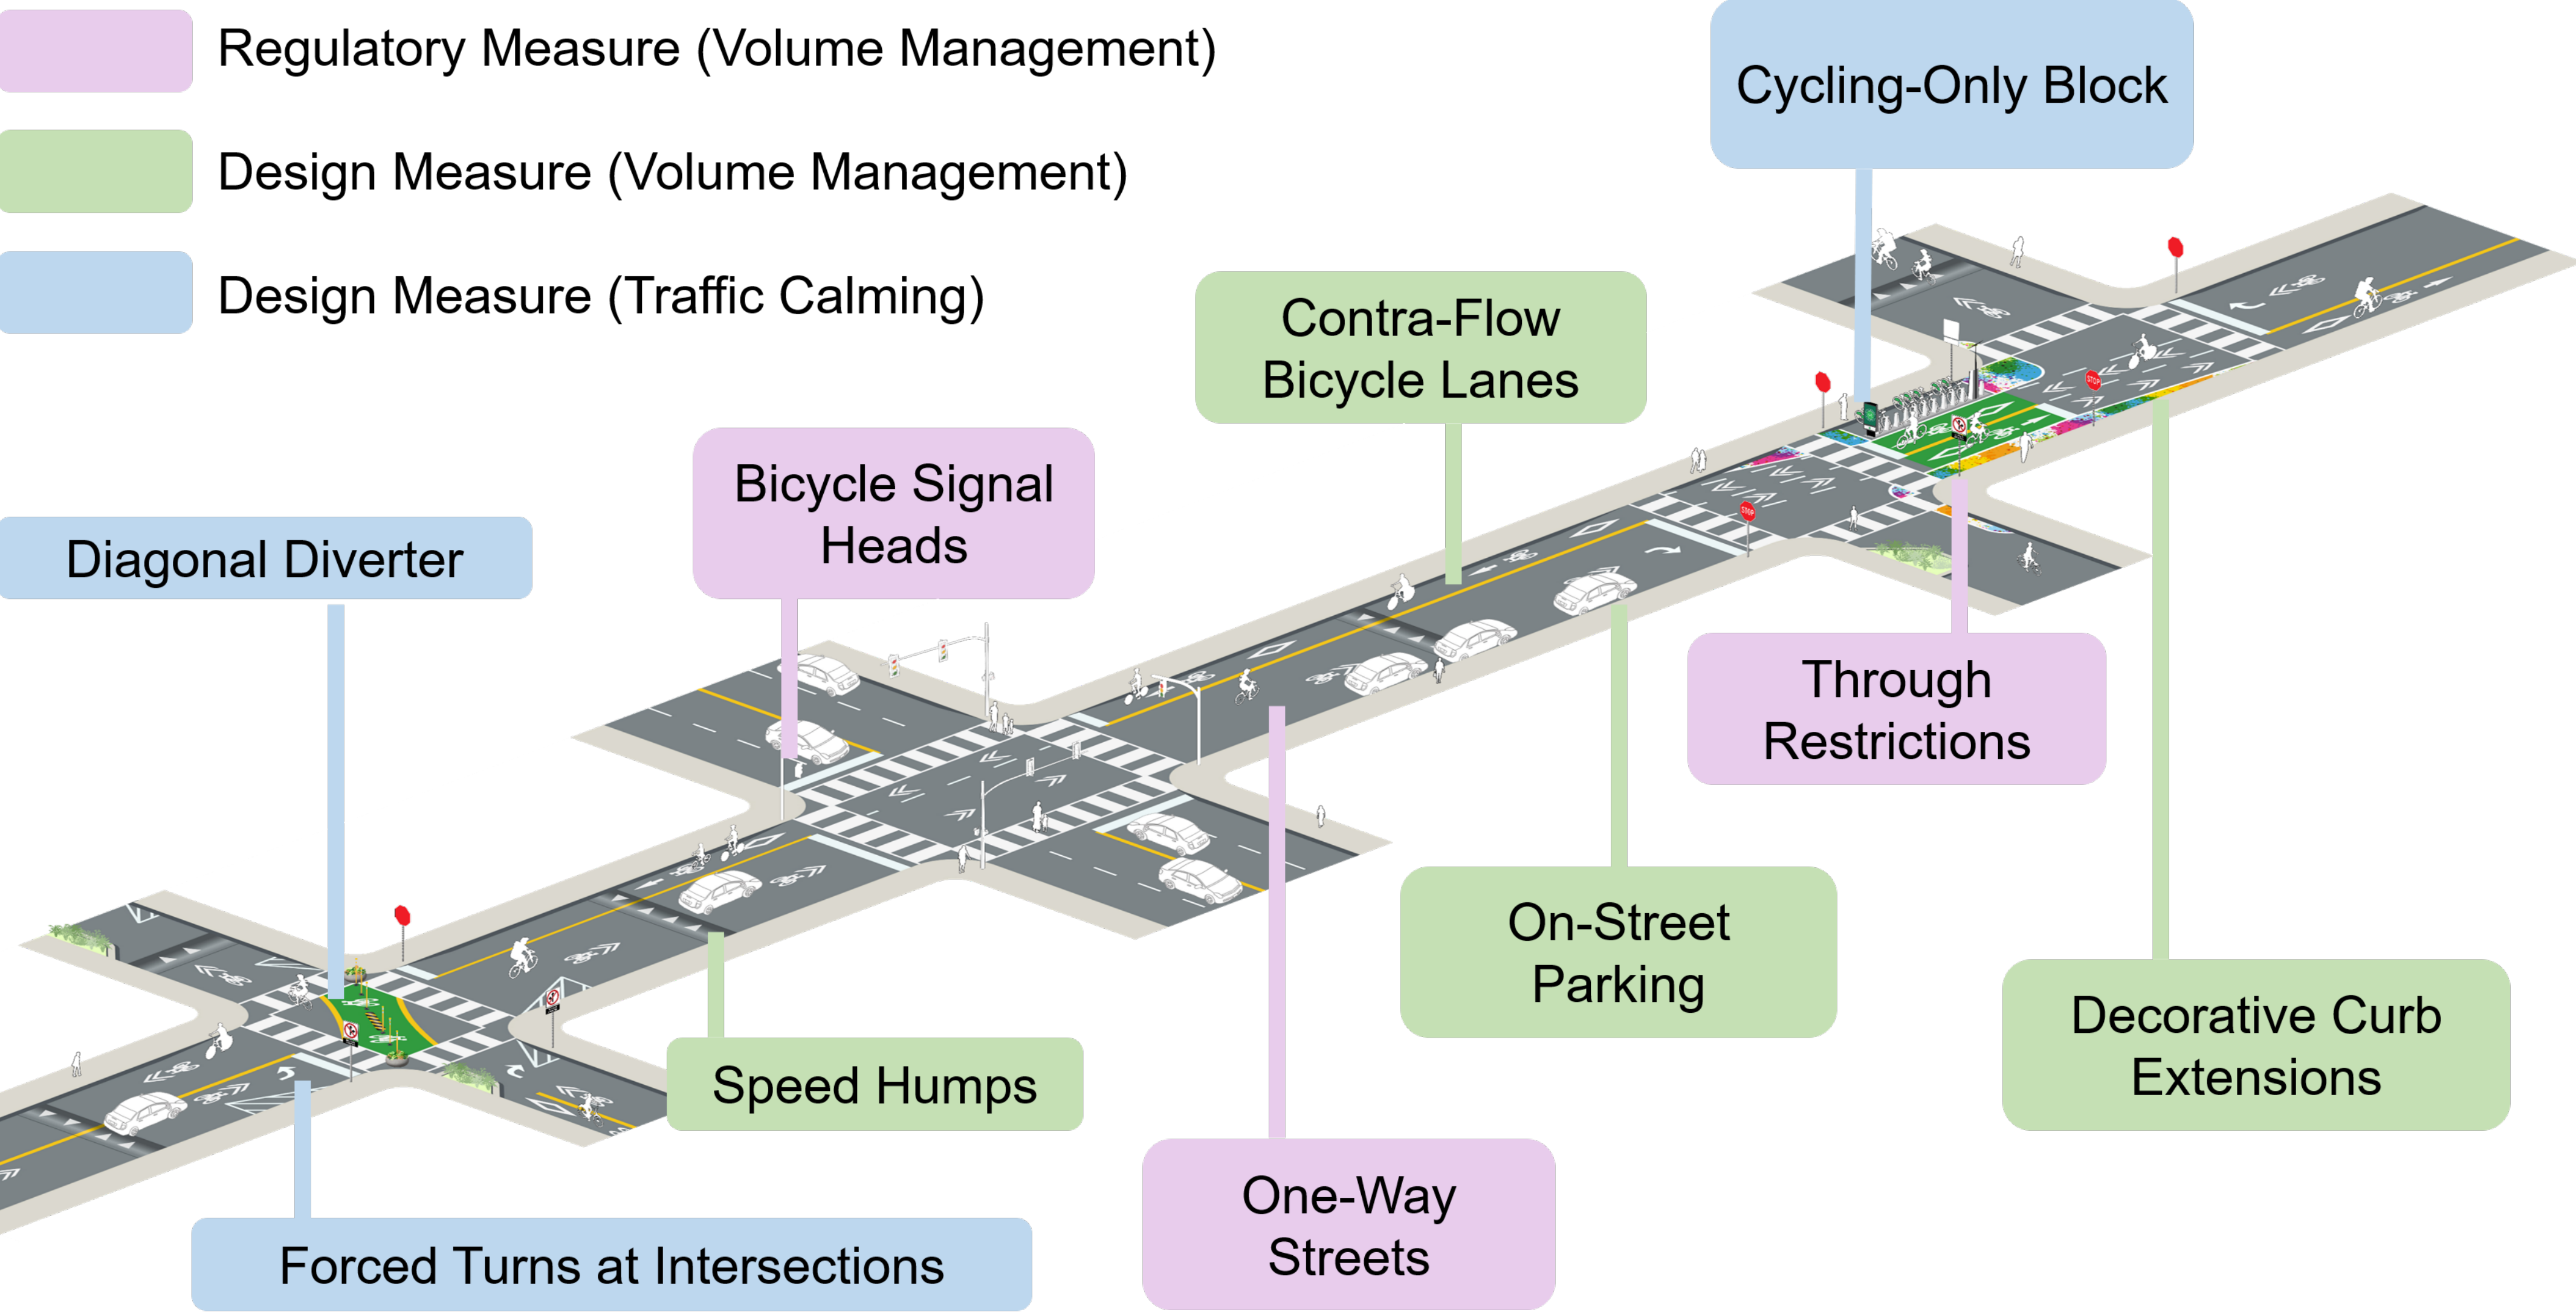 Regulatory Measure (Volume Management)
Design Measure (Volume Management)
Design Measure (Traffic Calming)
Cycling-Only Block
Contra-Flow
Bicycle Lanes
Bicycle Signal
Heads
Diagonal Diverter
Through
Restrictions
On-Street
Parking
Decorative Curb
Extensions
Speed Humps
One-Way
Streets
Forced Turns at Intersections
STOP
STOP